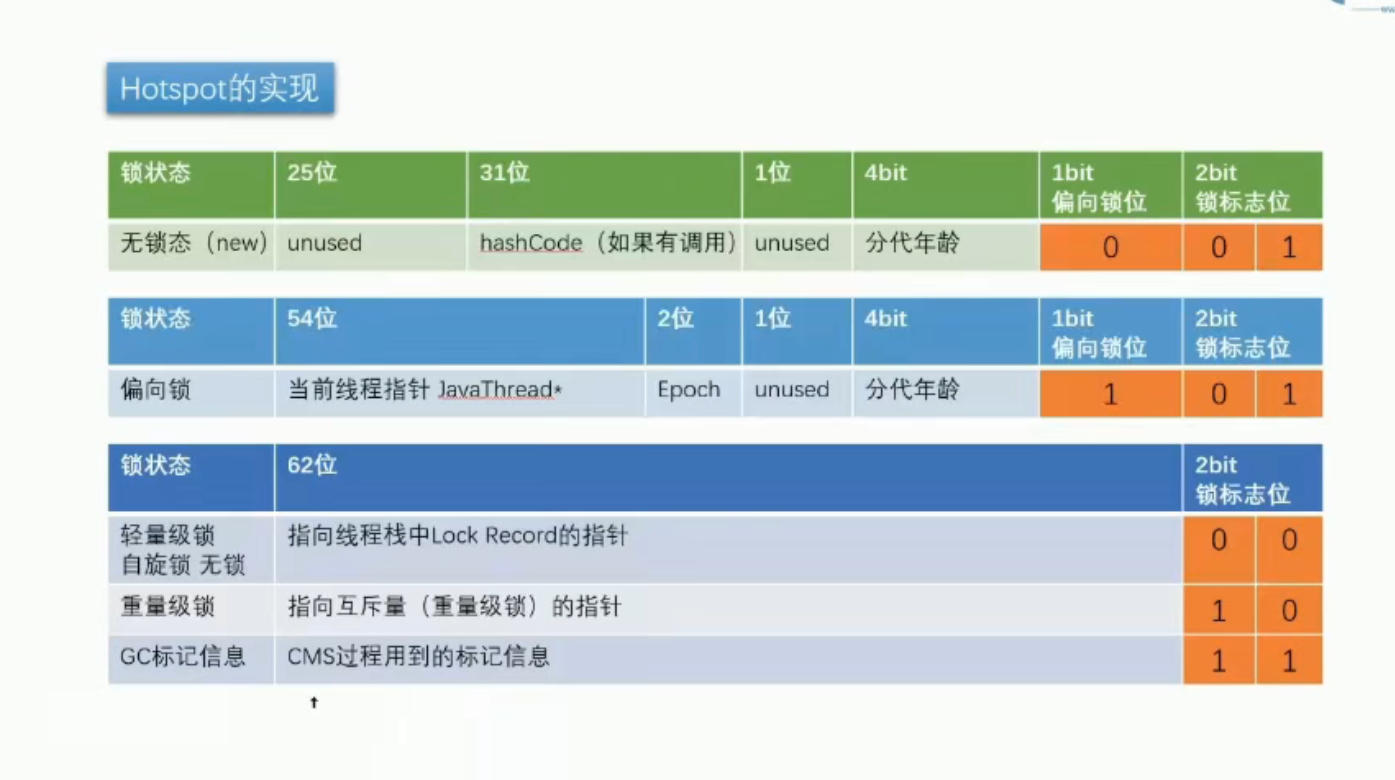 Hotspot的实现
锁状态 25位 31位 1位 4bit 1bit 2bit
偏向锁位 锁标志位
无锁态（new） unused hashCode（如果有调用） unused 分代年龄 0 0 1
锁状态 54位 2位 1位 4bit 1bit 2bit
偏向锁位 锁标志位
偏向锁 当前线程指针 JavaThread* Epoch unused 分代年龄 1 0 1
锁状态 62位 2bit
锁标志位
轻量级锁 指向线程栈中Lock Record的指针 0 0
自旋锁 无锁
重量级锁 指向互斥量（重量级锁）的指针 1 0
GC标记信息 CMS过程用到的标记信息 1 1